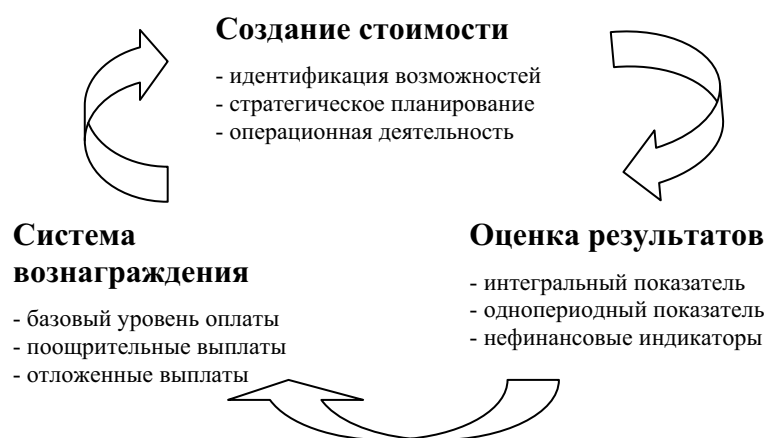 Создание стоимости
- идентификация возможностей
- стратегическое планирование
- операционная деятельность
Система
вознаграждения
- базовый уровень оплаты
- поощрительные выплаты
- отложенные выплаты
Оценка результатов
- интегральный показатель
- однопериодный показатель
- нефинансовые индикаторы